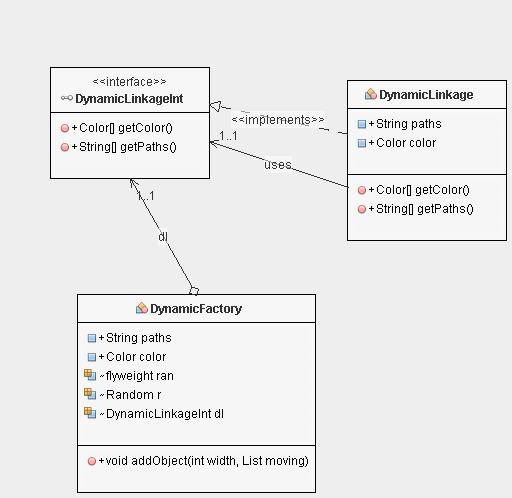 <<interface>>
DynamicLinkageInt
+ Color[] getColor()
+ String[] getPaths()
DynamicLinkage
+ String paths
+ Color color
+ Color[] getColor()
+ String[] getPaths()
<<implements>>
1..1
uses
1..1
dl
DynamicFactory
+ String paths
+ Color color
~ flyweight ran
~ Random r
~ DynamicLinkageInt dl
+ void addObject(int width, List moving)